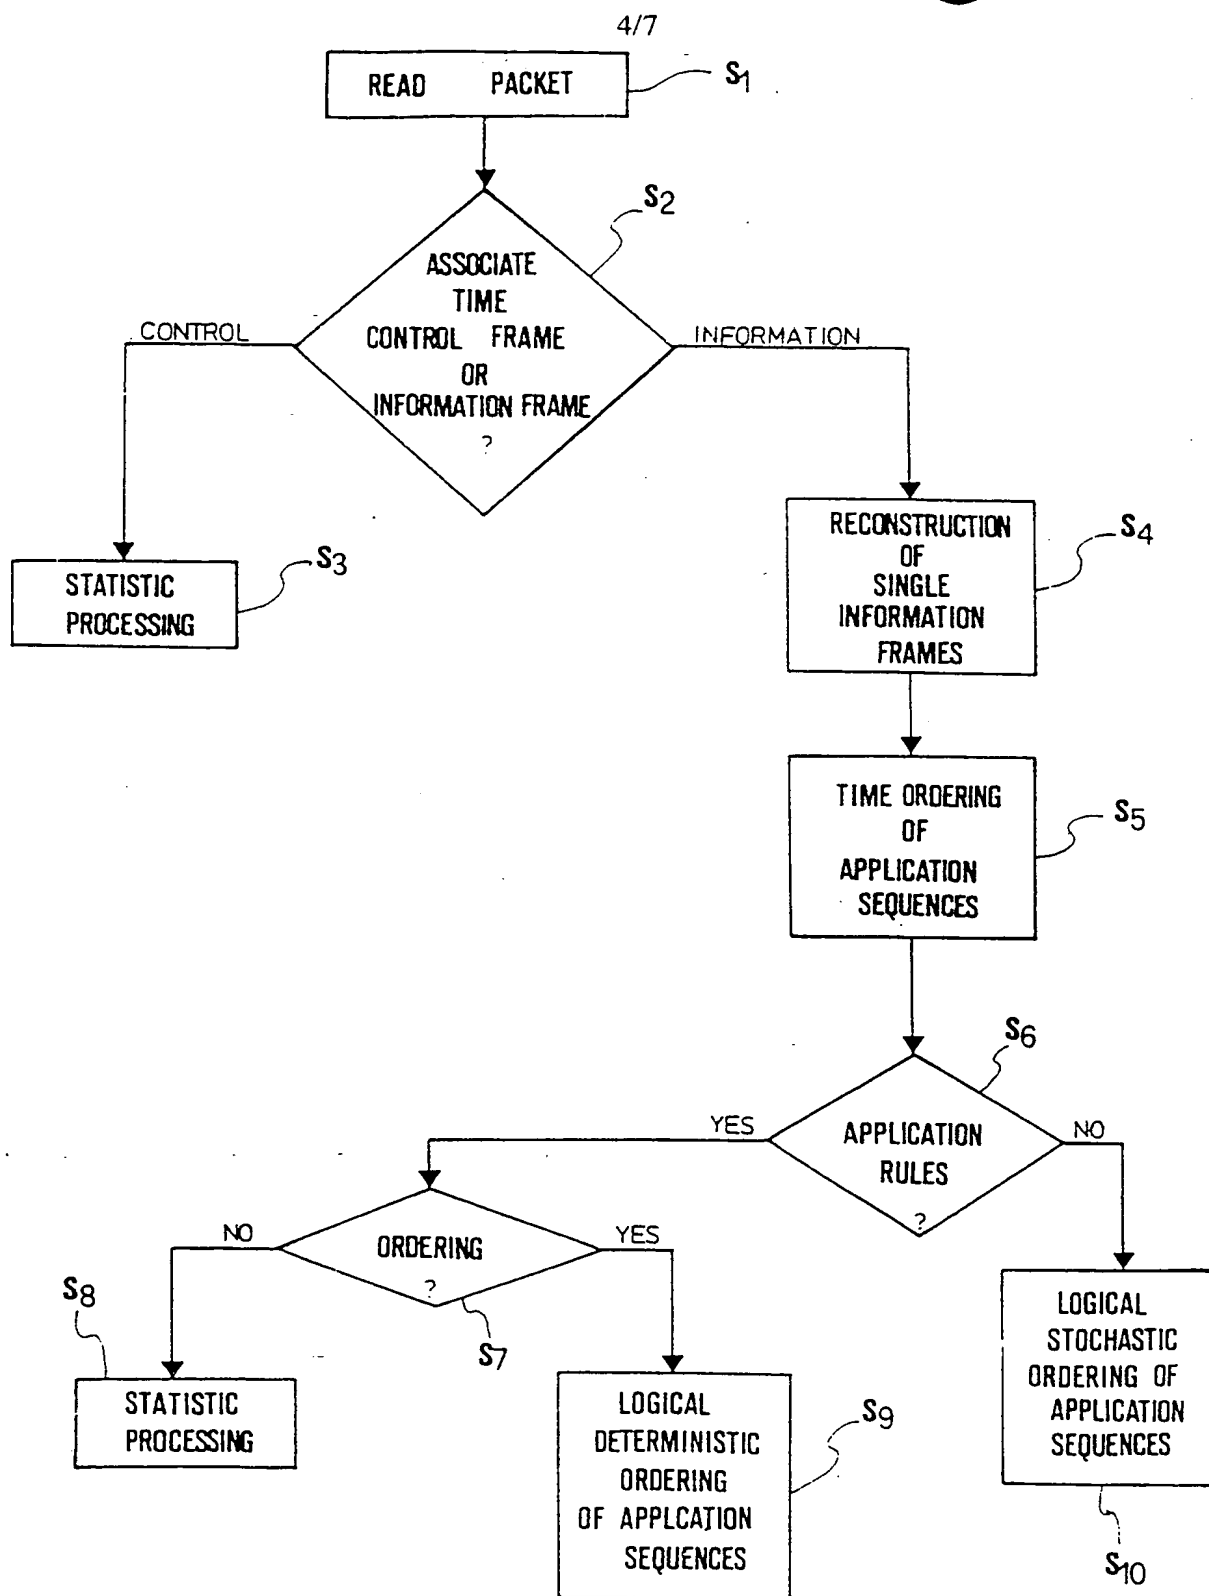 4/7
READ PACKET
S1
S2
ASSOCIATE
TIME
CONTROL FRAME
OR
INFORMATION FRAME
?
CONTROL
INFORMATION
S3
STATISTIC
PROCESSING
RECONSTRUCTION
OF
SINGLE
INFORMATION
FRAMES
S4
TIME ORDERING
OF
APPLICATION
SEQUENCES
S5
S6
APPLICATION
RULES
?
YES
NO
ORDERING
?
NO
YES
S7
S8
STATISTIC
PROCESSING
LOGICAL
DETERMINISTIC
ORDERING
OF APPLCATION
SEQUENCES
S9
LOGICAL
STOCHASTIC
ORDERING OF
APPLICATION
SEQUENCES
S10